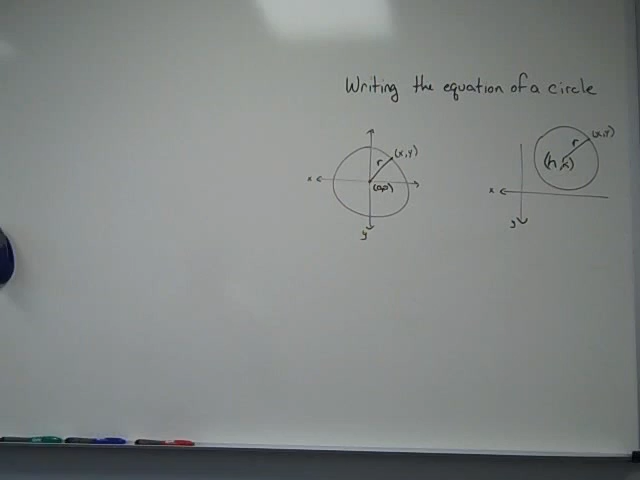 Writing the equation of a circle
(x,y)
r
x
(0,0)
y
(x,y)
r
(h,k)
x
y